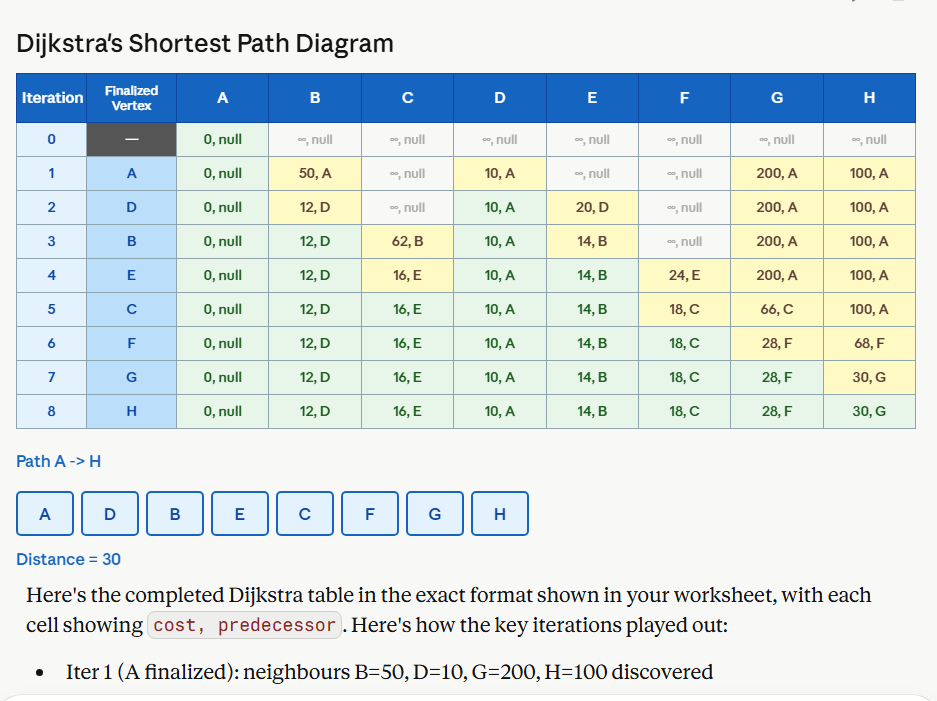 Dijkstra's Shortest Path Diagram
Iteration Finalized Vertex A B C D E F G H
0 — 0, null ∞, null ∞, null ∞, null ∞, null ∞, null ∞, null ∞, null
1 A 0, null 50, A ∞, null 10, A ∞, null ∞, null 200, A 100, A
2 D 0, null 12, D ∞, null 10, A 20, D ∞, null 200, A 100, A
3 B 0, null 12, D 62, B 10, A 14, B ∞, null 200, A 100, A
4 E 0, null 12, D 16, E 10, A 14, B 24, E 200, A 100, A
5 C 0, null 12, D 16, E 10, A 14, B 18, C 66, C 100, A
6 F 0, null 12, D 16, E 10, A 14, B 18, C 28, F 68, F
7 G 0, null 12, D 16, E 10, A 14, B 18, C 28, F 30, G
8 H 0, null 12, D 16, E 10, A 14, B 18, C 28, F 30, G
Path A -> H
A D B E C F G H
Distance = 30
Here's the completed Dijkstra table in the exact format shown in your worksheet, with each
cell showing cost, predecessor. Here's how the key iterations played out:
• Iter 1 (A finalized): neighbours B=50, D=10, G=200, H=100 discovered